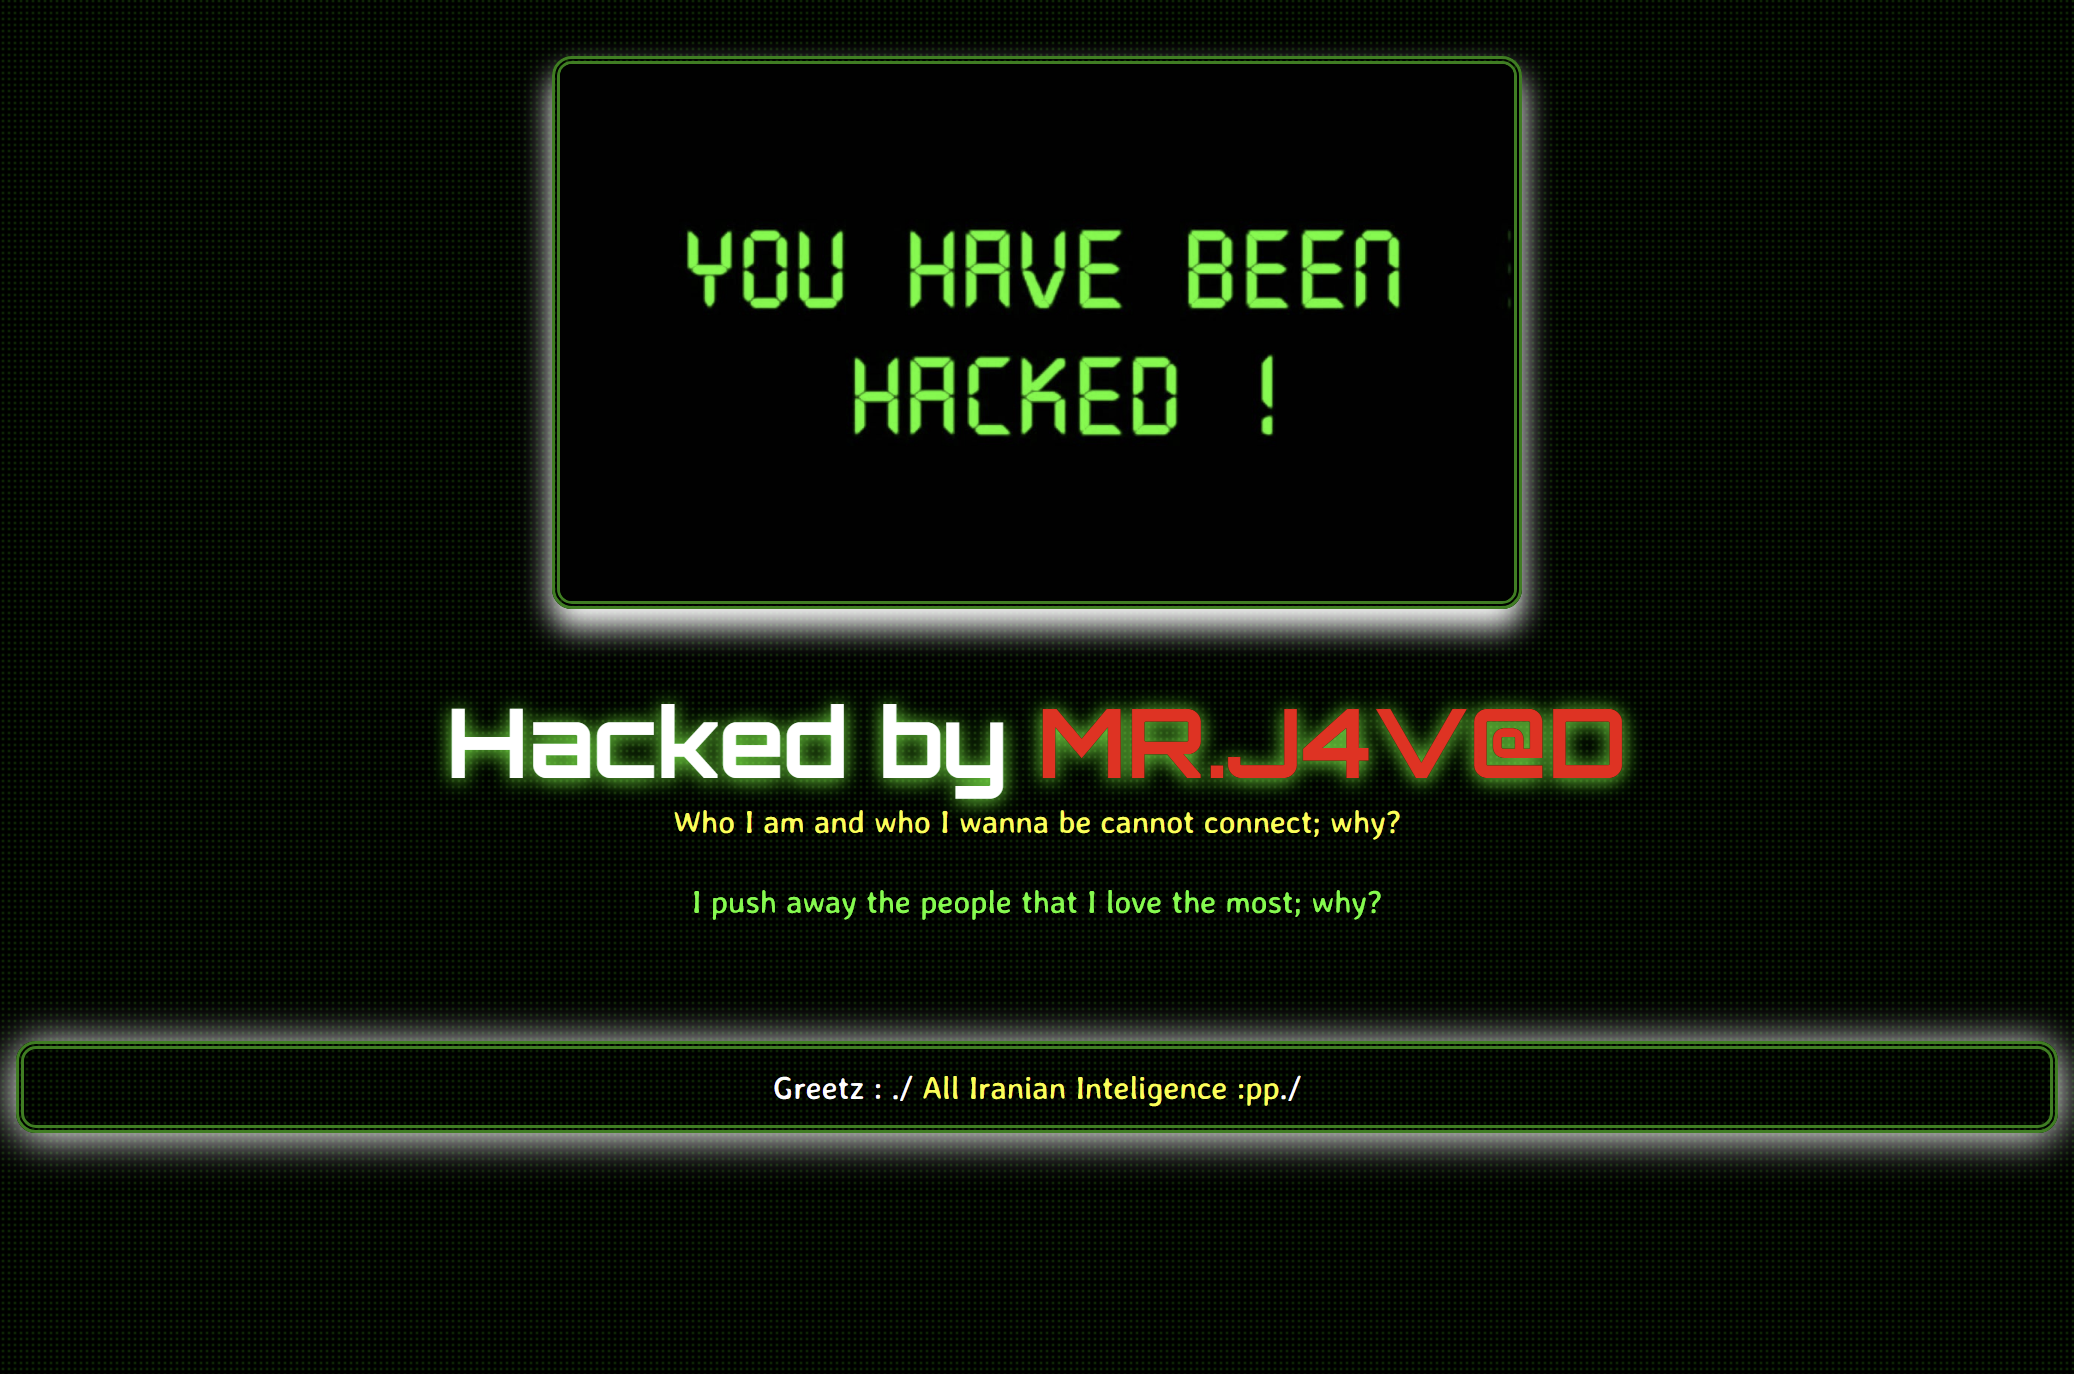 YOU HAVE BEEN
HACKED !
Hacked by MR.J4V@D
Who I am and who I wanna be cannot connect; why?
I push away the people that I love the most; why?
Greetz : ./ All Iranian Inteligence :pp./